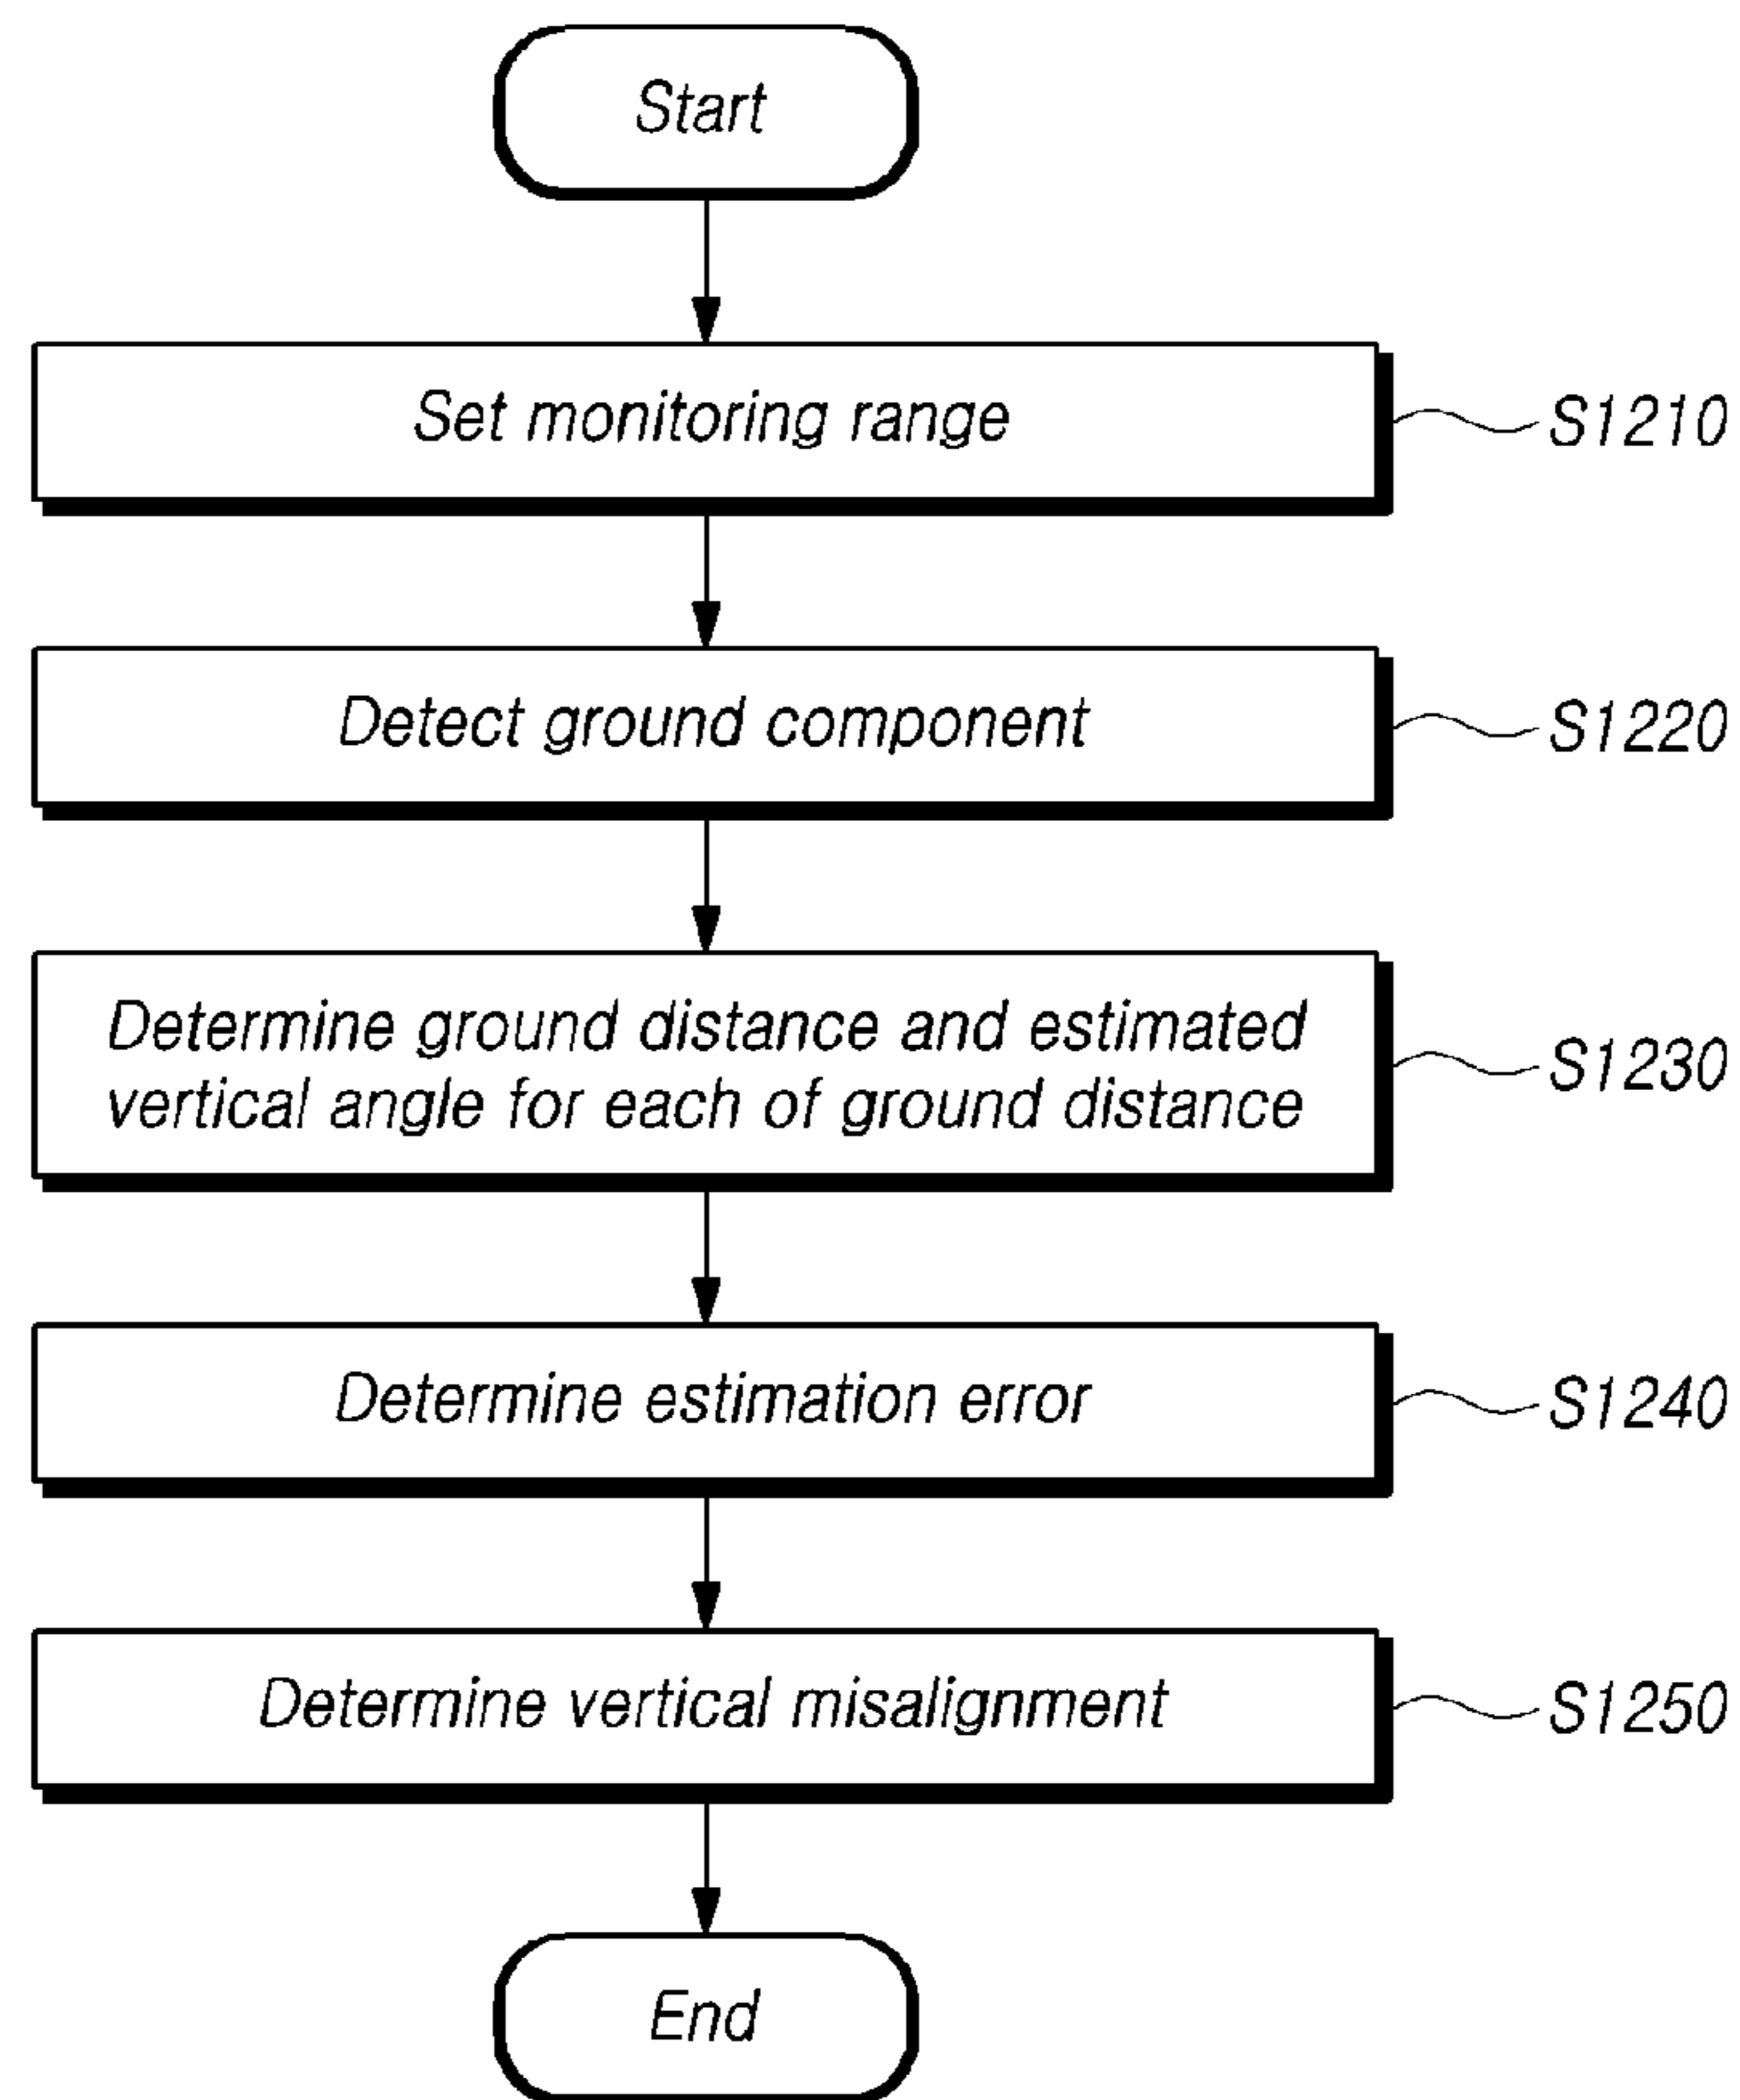 Start
Set monitoring range
S1210
Detect ground component
S1220
Determine ground distance and estimated
vertical angle for each of ground distance
S1230
Determine estimation error
S1240
Determine vertical misalignment
S1250
End